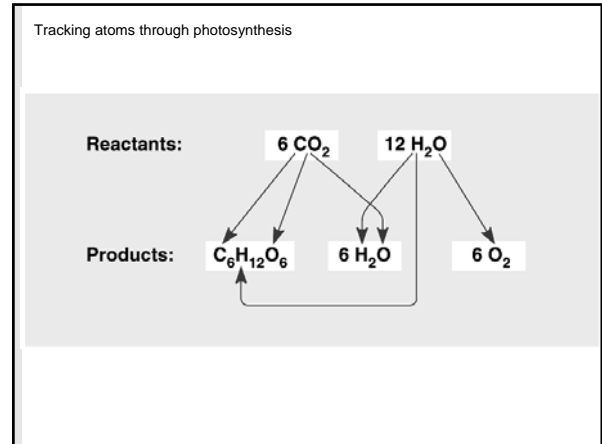 Tracking atoms through photosynthesis
Reactants: 6 CO₂ 12 H₂O
Products: C₆H₁₂O₆ 6 H₂O 6 O₂